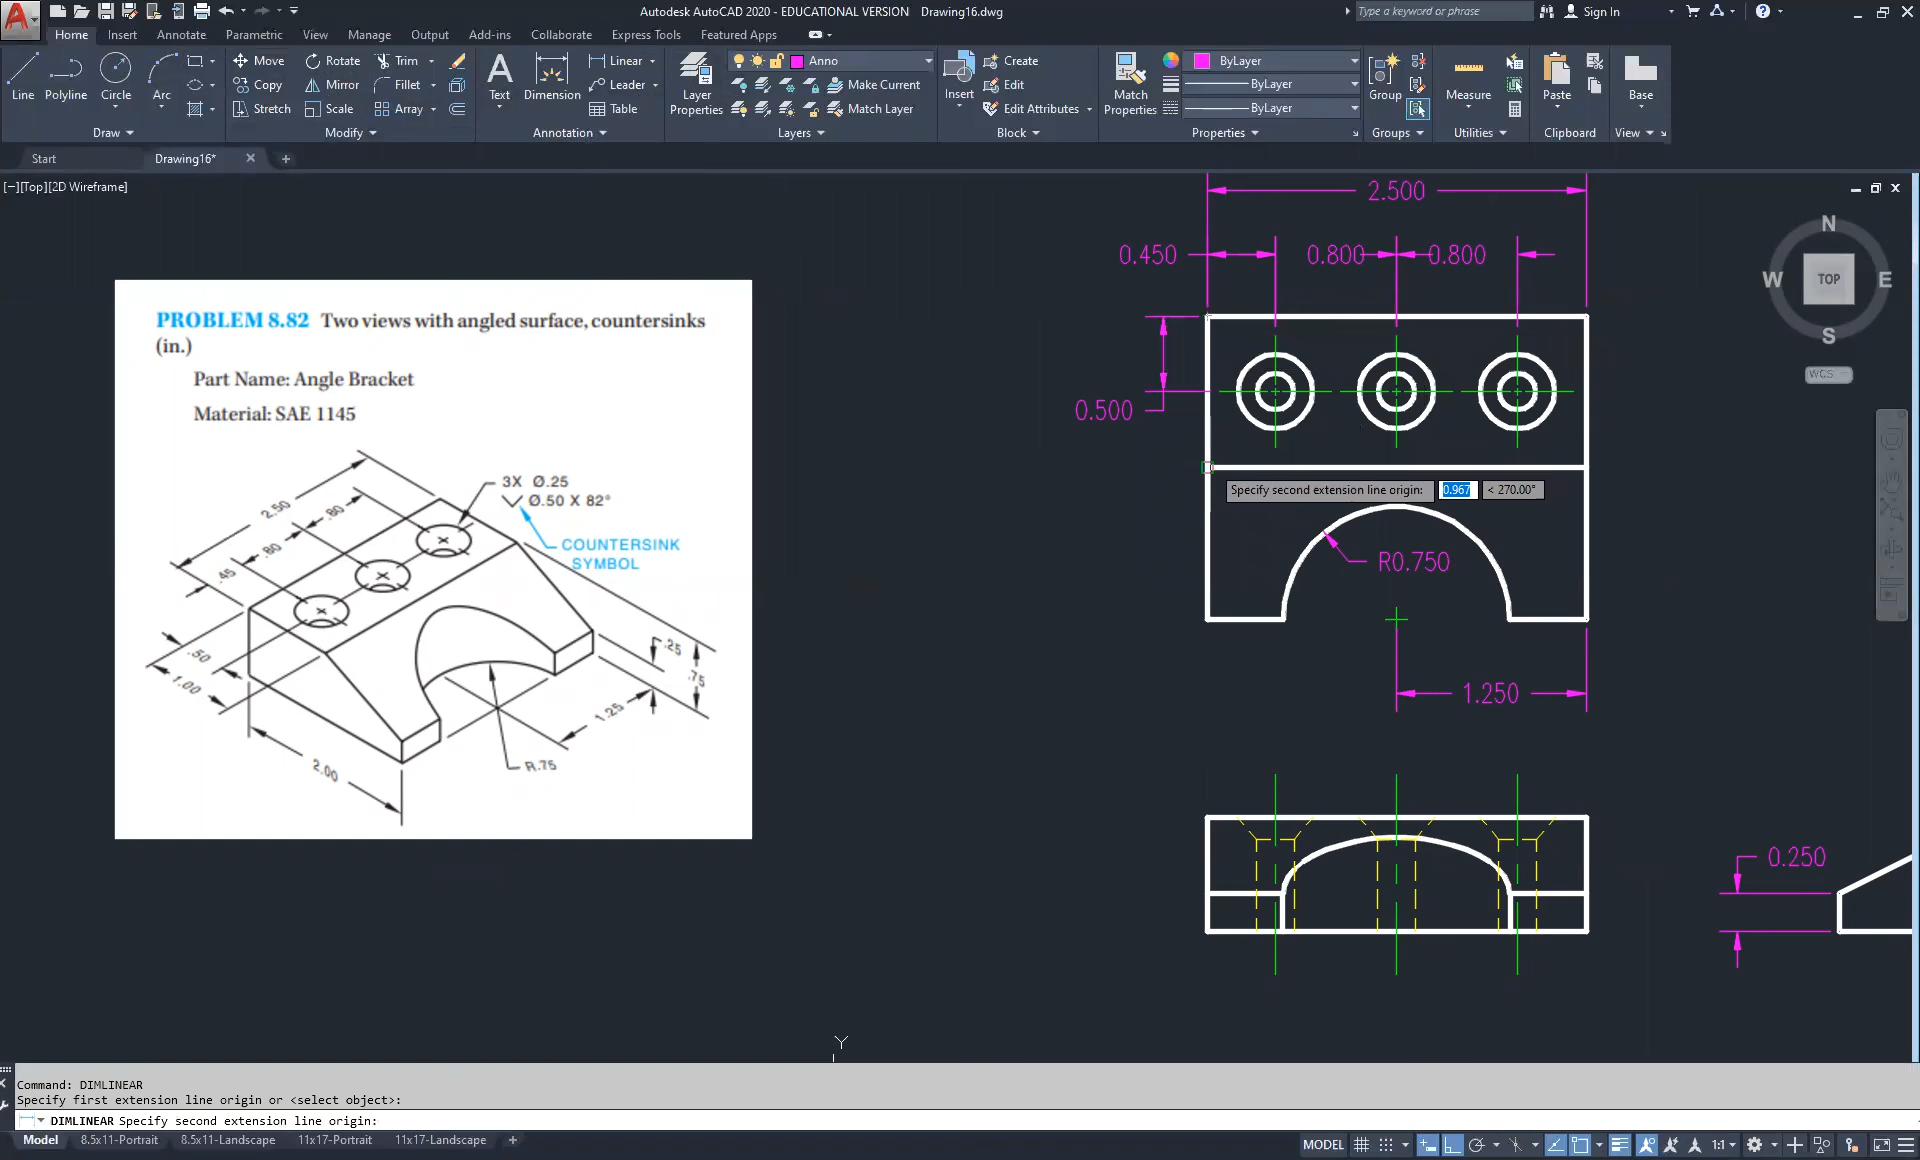 Autodesk AutoCAD 2020 - EDUCATIONAL VERSION Drawing16.dwg
Type a keyword or phrase
Sign In
Home Insert Annotate Parametric View Manage Output Add-ins Collaborate Express Tools Featured Apps
Line Polyline Circle Arc
Draw
Move Rotate Trim
Copy Mirror Fillet
Stretch Scale Array
Modify
Text Dimension
Linear
Leader
Table
Annotation
Layer Properties
Anno
Make Current
Match Layer
Layers
Insert
Create
Edit
Edit Attributes
Block
Match Properties
ByLayer
ByLayer
ByLayer
Properties
Group
Groups
Measure
Utilities
Paste
Clipboard
Base
View
Start Drawing16*
[−][Top][2D Wireframe]
PROBLEM 8.82 Two views with angled surface, countersinks
(in.)
Part Name: Angle Bracket
Material: SAE 1145
3X Ø.25
Ø.50 X 82°
COUNTERSINK
SYMBOL
2.50
.80
.80
.45
.50
1.00
2.00
R.75
1.25
.25
.75
2.500
0.450 0.800 0.800
0.500
Specify second extension line origin: 0.967 < 270.00°
R0.750
1.250
0.250
N
W TOP E
S
WCS
Y
Command: DIMLINEAR
Specify first extension line origin or <select object>:
DIMLINEAR Specify second extension line origin:
Model 8.5x11-Portrait 8.5x11-Landscape 11x17-Portrait 11x17-Landscape +
MODEL 1:1